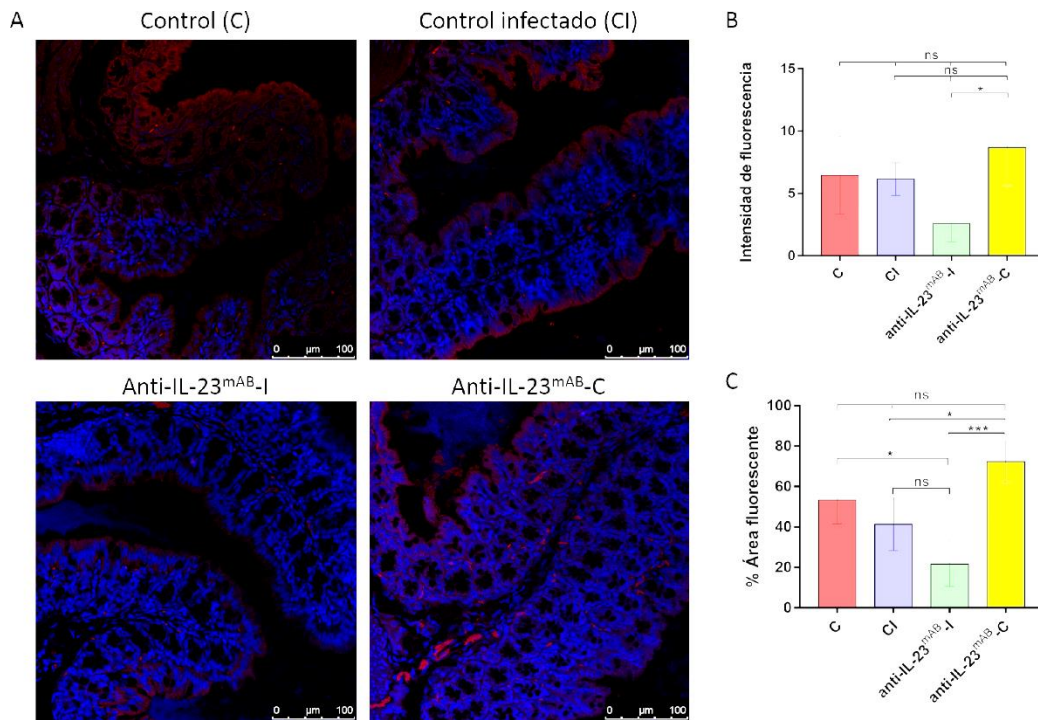 A
Control (C)
Control infectado (CI)
0 µm 100
0 µm 100
Anti-IL-23mAB-I
Anti-IL-23mAB-C
0 µm 100
0 µm 100
B
ns
ns
*
15
10
5
0
Intensidad de fluorescencia
C
CI
anti-IL-23mAB-I
anti-IL-23mAB-C
C
ns
*
***
*
ns
100
80
60
40
20
0
% Área fluorescente
C
CI
anti-IL-23mAB-I
anti-IL-23mAB-C